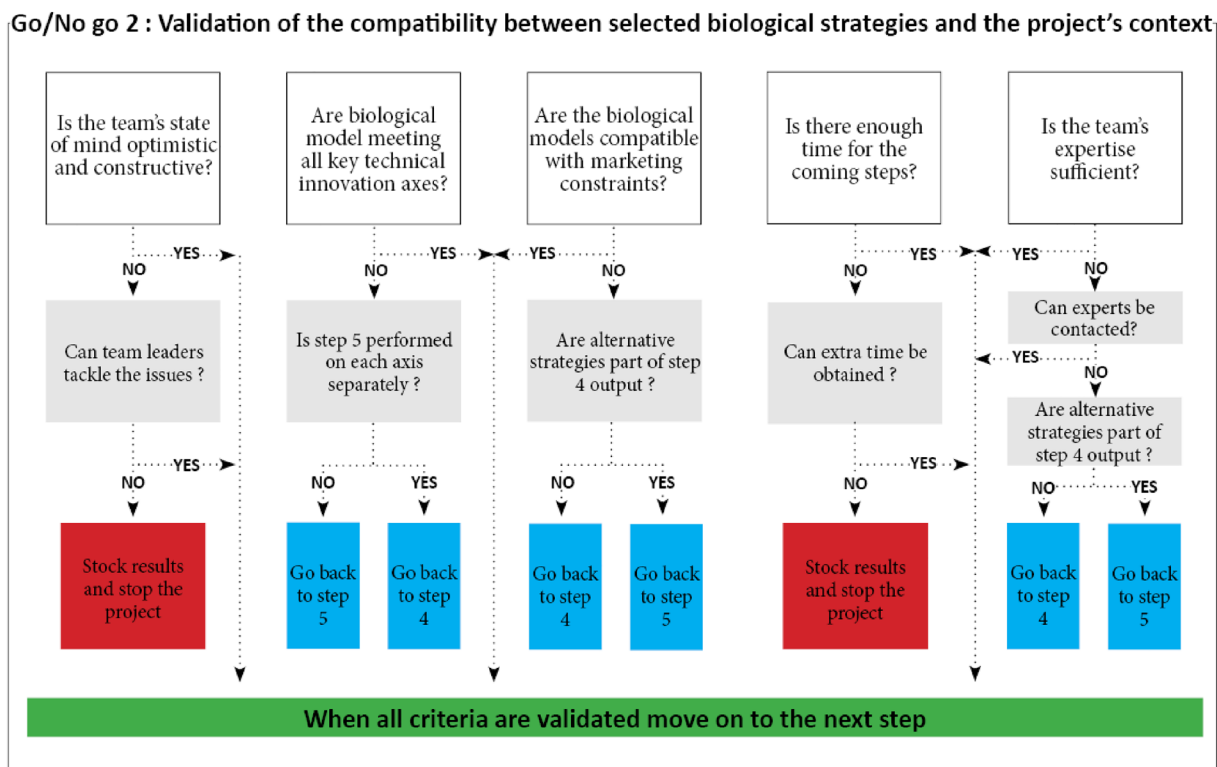 Go/No go 2 : Validation of the compatibility between selected biological strategies and the project's context
Is the team's state
of mind optimistic
and constructive?
Are biological
model meeting
all key technical
innovation axes?
Are the biological
models compatible
with marketing
constraints?
Is there enough
time for the
coming steps?
Is the team's
expertise
sufficient?
YES
NO
YES
NO
YES
NO
YES
NO
YES
NO
Can team leaders
tackle the issues ?
Is step 5 performed
on each axis
separately ?
Are alternative
strategies part of step
4 output ?
Can extra time be
obtained ?
Can experts be
contacted?
YES
NO
Are alternative
strategies part of
step 4 output ?
YES
NO
NO
YES
NO
YES
YES
NO
NO
YES
Stock results
and stop the
project
Go back
to step
5
Go back
to step
4
Go back
to step
4
Go back
to step
5
Stock results
and stop the
project
Go back
to step
4
Go back
to step
5
When all criteria are validated move on to the next step